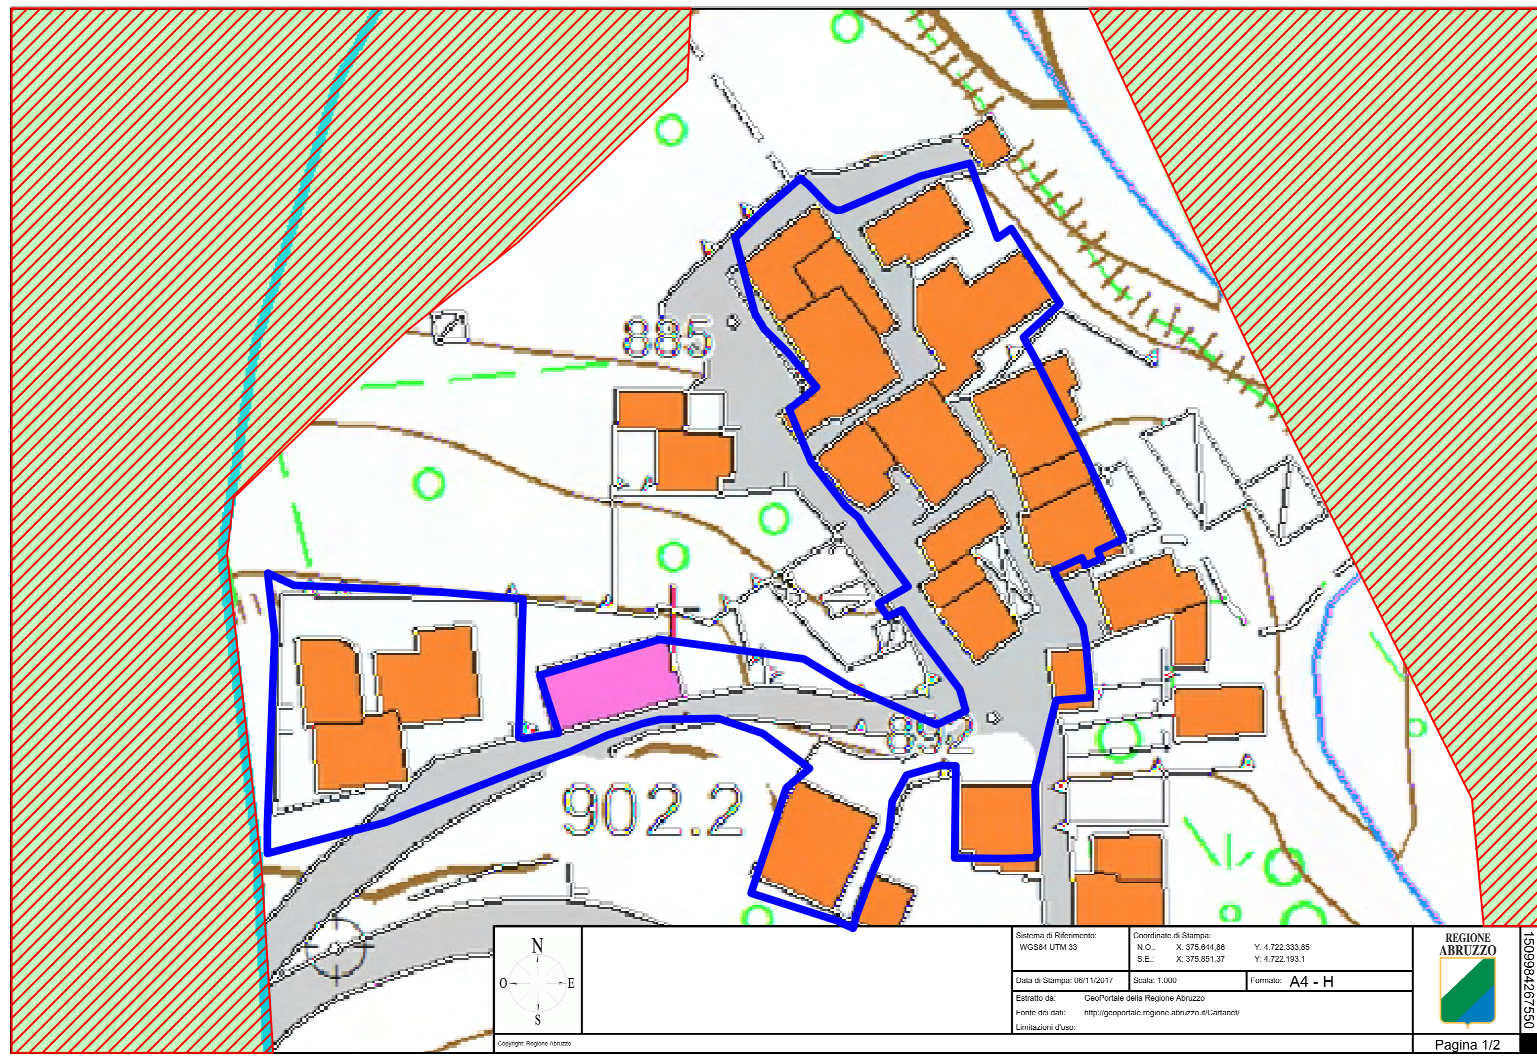 885
892
902.2
N
O
E
S
Sistema di Riferimento:
WGS84 UTM 33
Coordinate di Stampa:
N.O.: X: 375.644,66 Y: 4.722.333,85
S.E.: X: 375.851.37 Y: 4.722.193.1
Data di Stampa: 06/11/2017
Scala: 1.000
Formato: A4 - H
Estratto da: GeoPortale della Regione Abruzzo
Fonte dei dati: http://geoportale.regione.abruzzo.it/Cartanet/
Limitazioni d'uso:
Copyright: Regione Abruzzo
REGIONE
ABRUZZO
Pagina 1/2
1509984267550